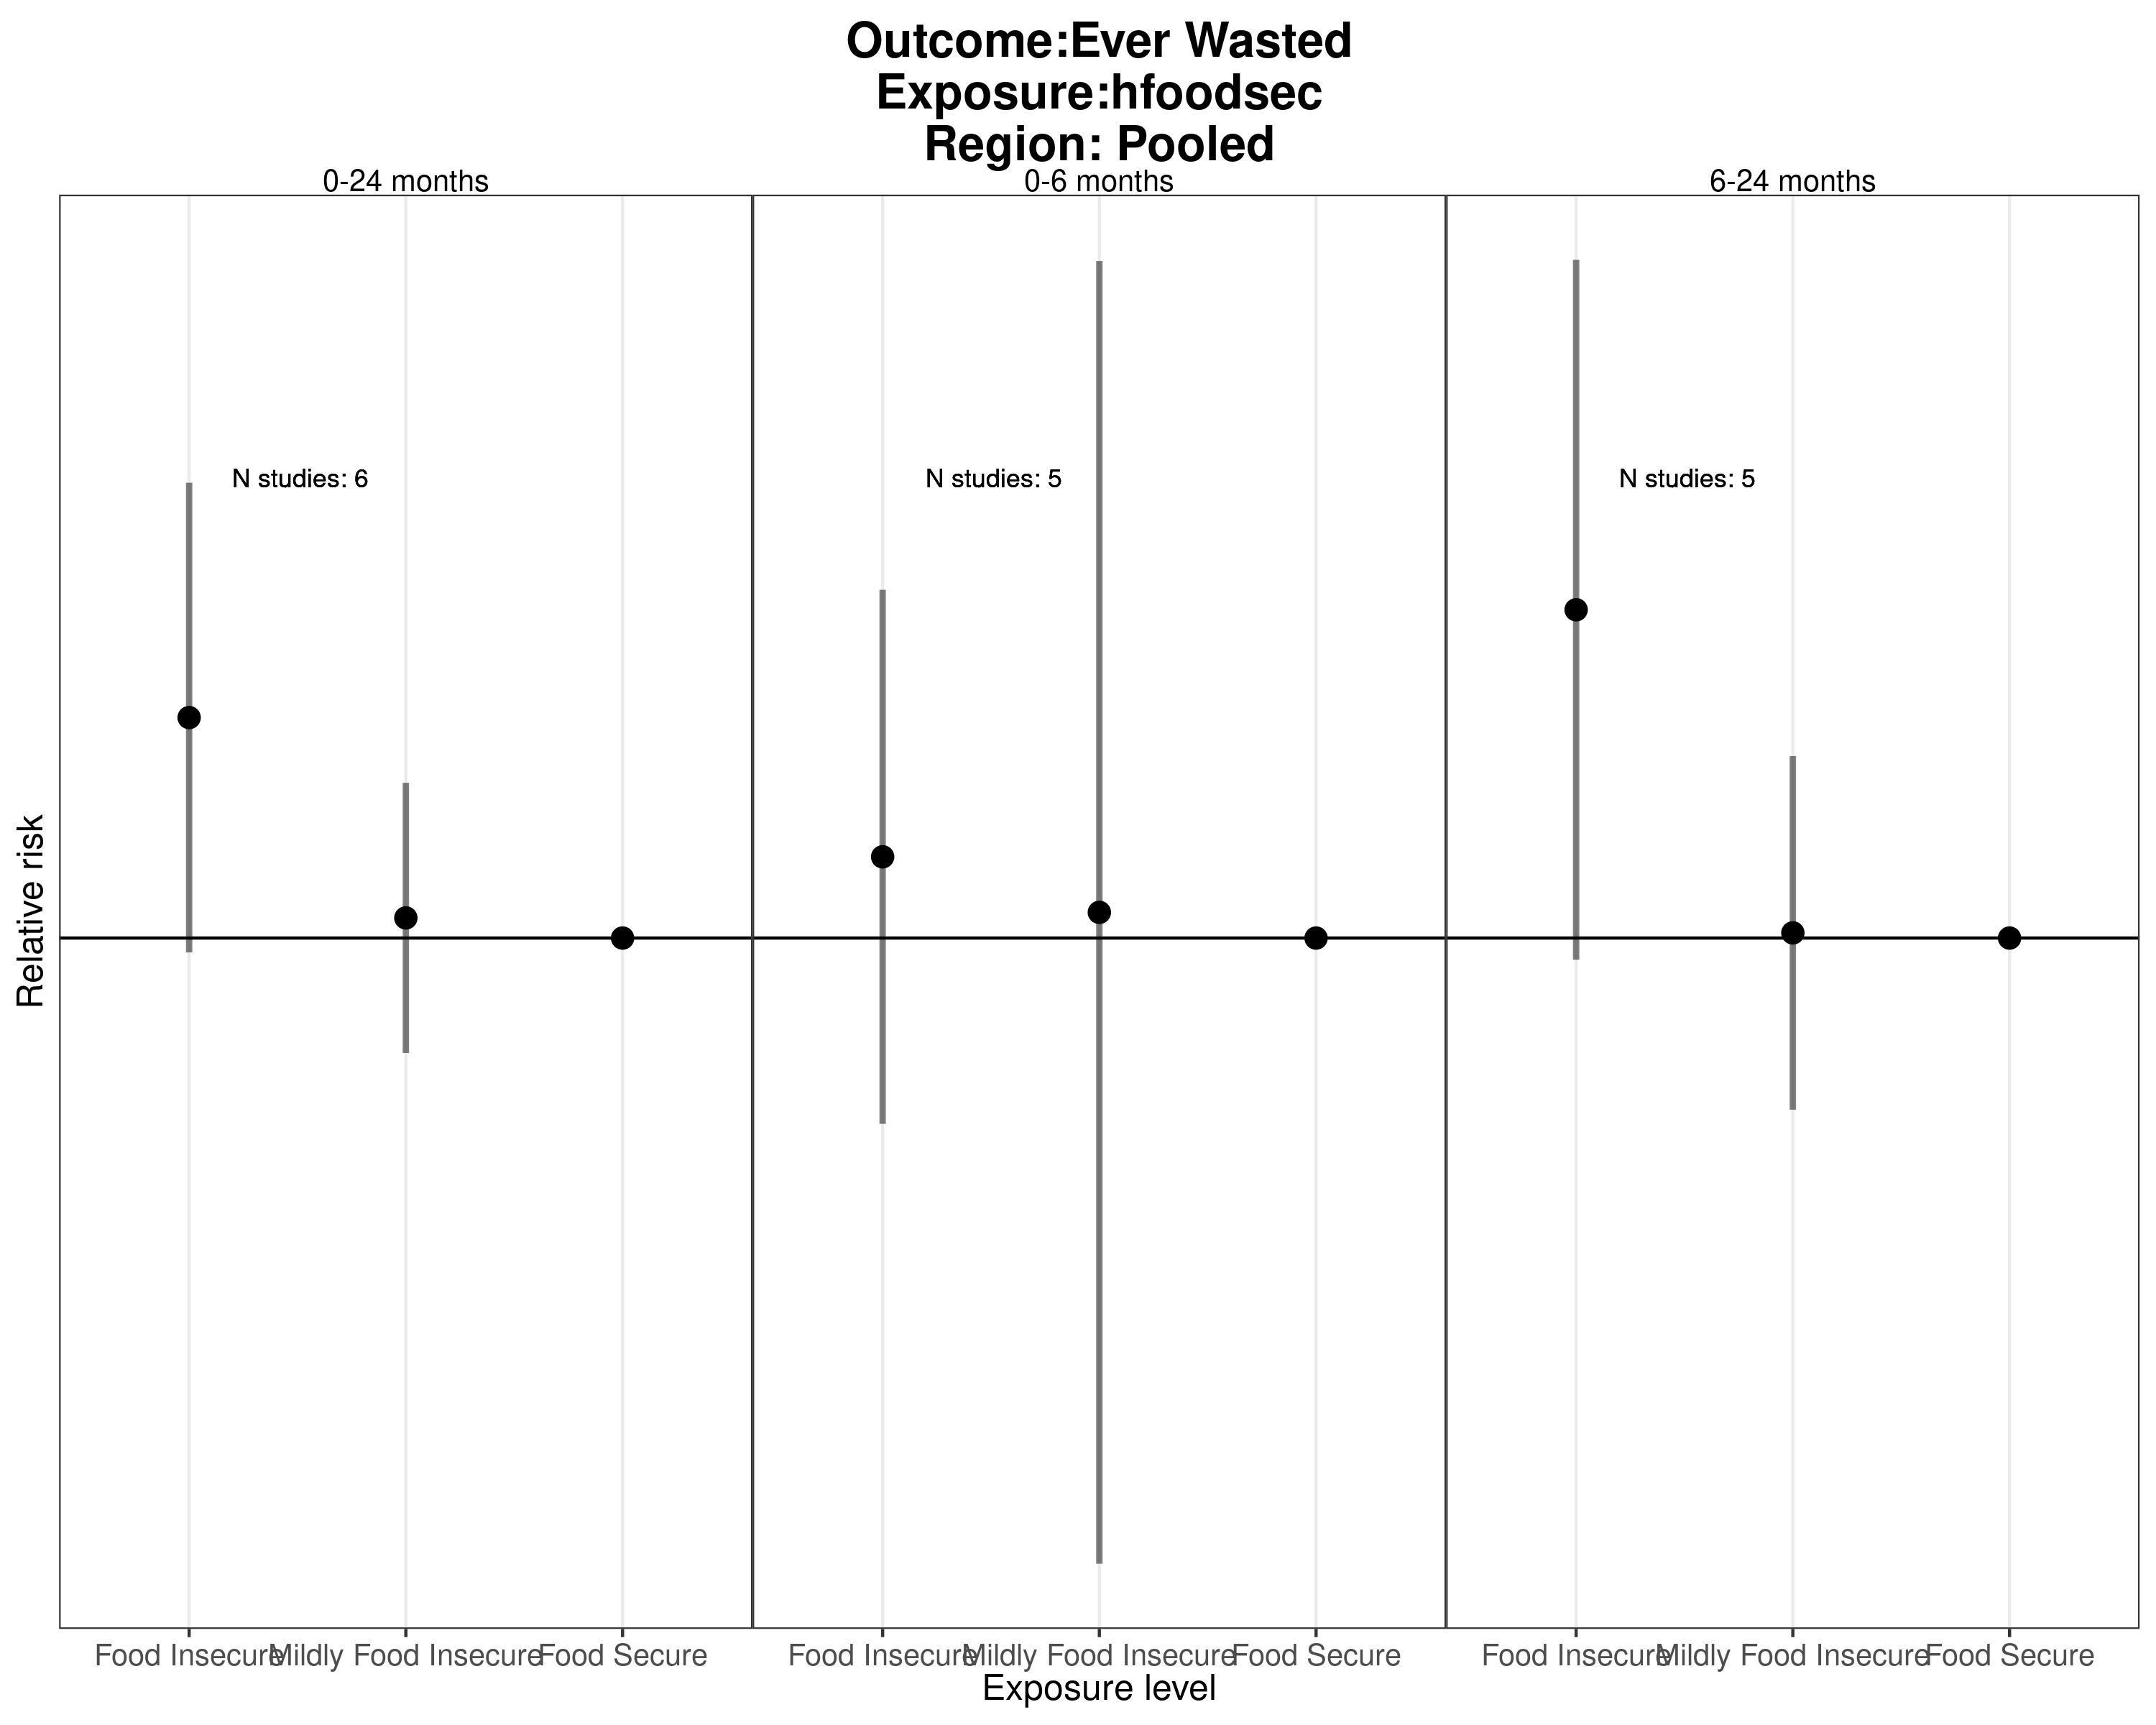 Outcome:Ever Wasted
Exposure:hfoodsec
Region: Pooled
0-24 months
0-6 months
6-24 months
N studies: 6
N studies: 5
N studies: 5
Relative risk
Food Insecure Mildly Food Insecure Food Secure
Food Insecure Mildly Food Insecure Food Secure
Food Insecure Mildly Food Insecure Food Secure
Exposure level